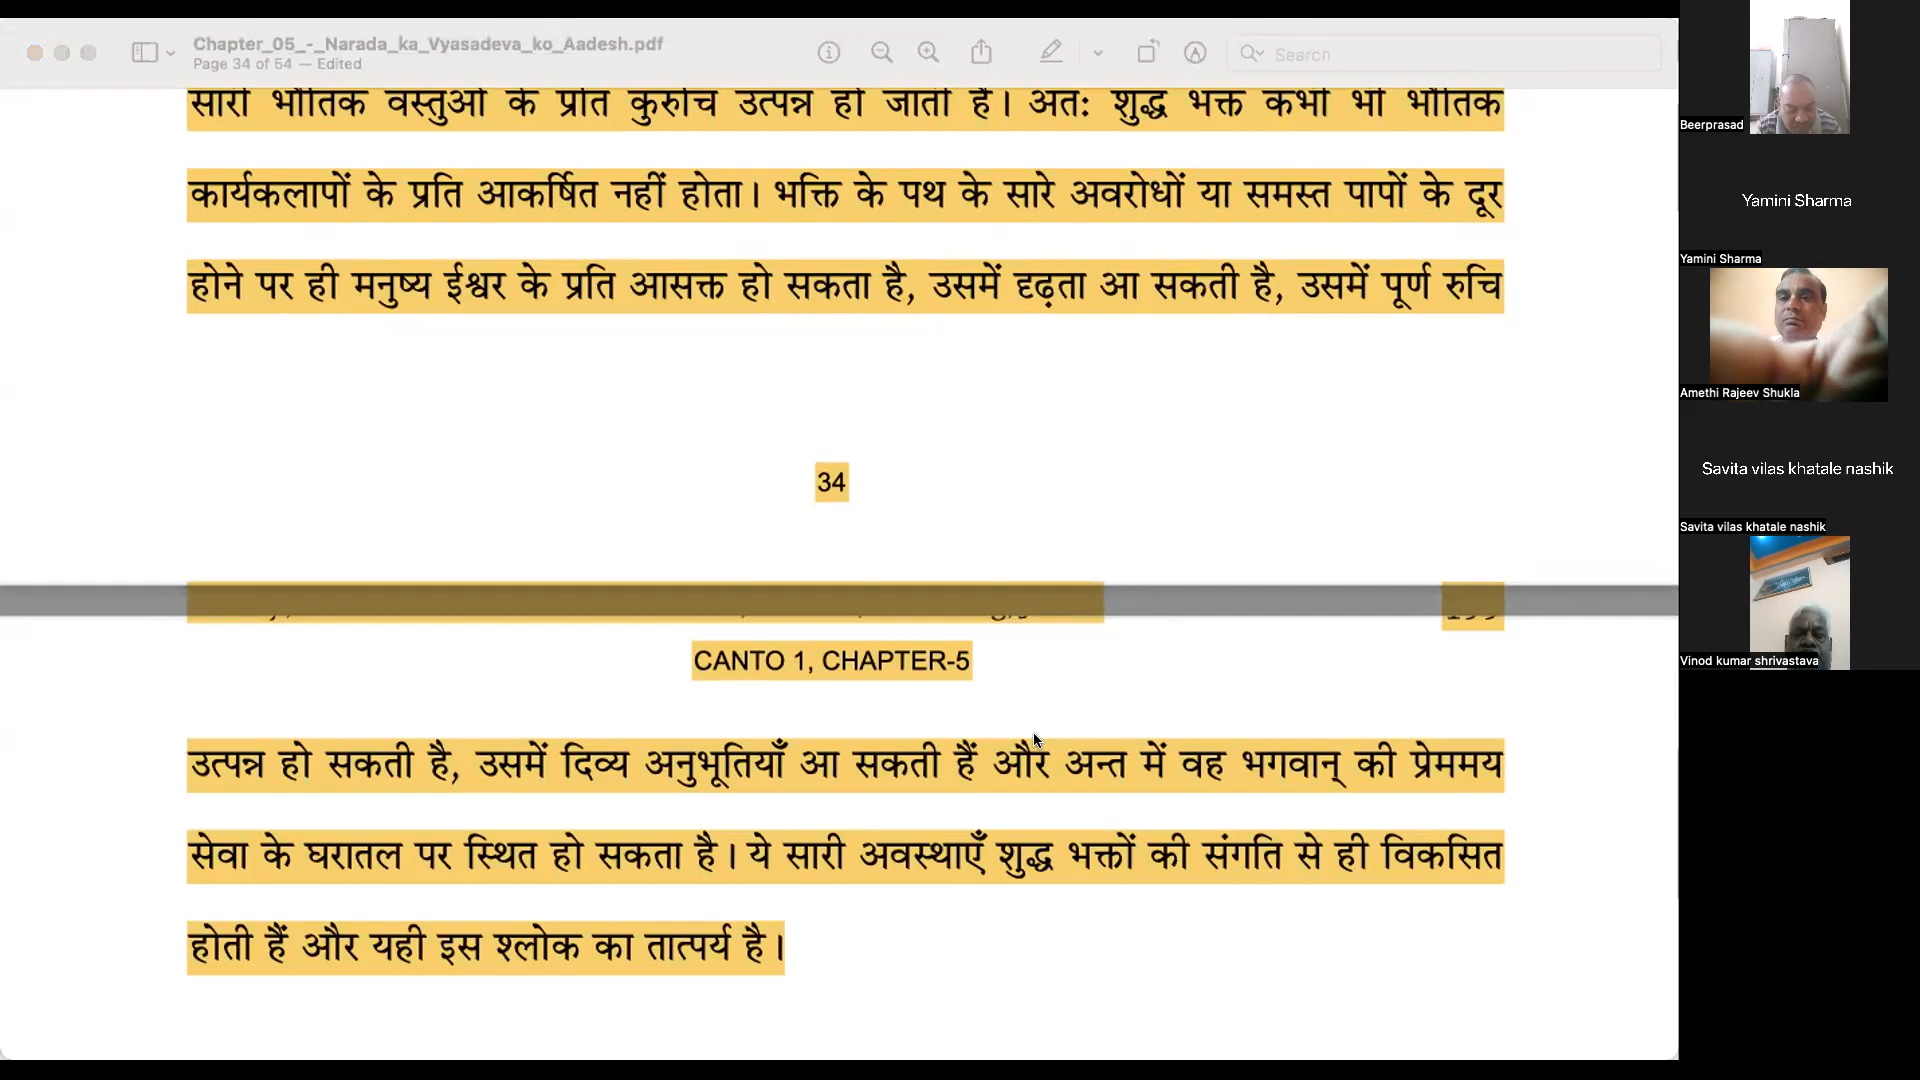 Chapter_05_-_Narada_ka_Vyasadeva_ko_Aadesh.pdf
Page 34 of 54 — Edited
Search
सारी भौतिक वस्तुओं के प्रति कुरुचि उत्पन्न हो जाती है। अतः शुद्ध भक्त कभी भी भौतिक
कार्यकलापों के प्रति आकर्षित नहीं होता। भक्ति के पथ के सारे अवरोधों या समस्त पापों के दूर
होने पर ही मनुष्य ईश्वर के प्रति आसक्त हो सकता है, उसमें दृढ़ता आ सकती है, उसमें पूर्ण रुचि
34
CANTO 1, CHAPTER-5
उत्पन्न हो सकती है, उसमें दिव्य अनुभूतियाँ आ सकती हैं और अन्त में वह भगवान् की प्रेममय
सेवा के घरातल पर स्थित हो सकता है। ये सारी अवस्थाएँ शुद्ध भक्तों की संगति से ही विकसित
होती हैं और यही इस श्लोक का तात्पर्य है।
Beerprasad
Yamini Sharma
Yamini Sharma
Amethi Rajeev Shukla
Savita vilas khatale nashik
Savita vilas khatale nashik
Vinod kumar shrivastava